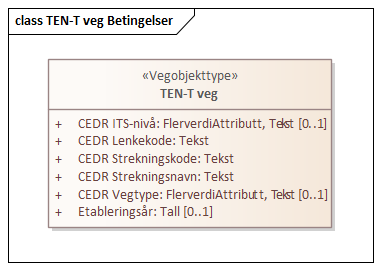 class TEN-T veg Betingelser
«Vegobjekttype»
TEN-T veg
+ CEDR ITS-nivå: FlerverdiAttributt, Tekst [0..1]
+ CEDR Lenkekode: Tekst
+ CEDR Strekningskode: Tekst
+ CEDR Strekningsnavn: Tekst
+ CEDR Vegtype: FlerverdiAttributt, Tekst [0..1]
+ Etableringsår: Tall [0..1]